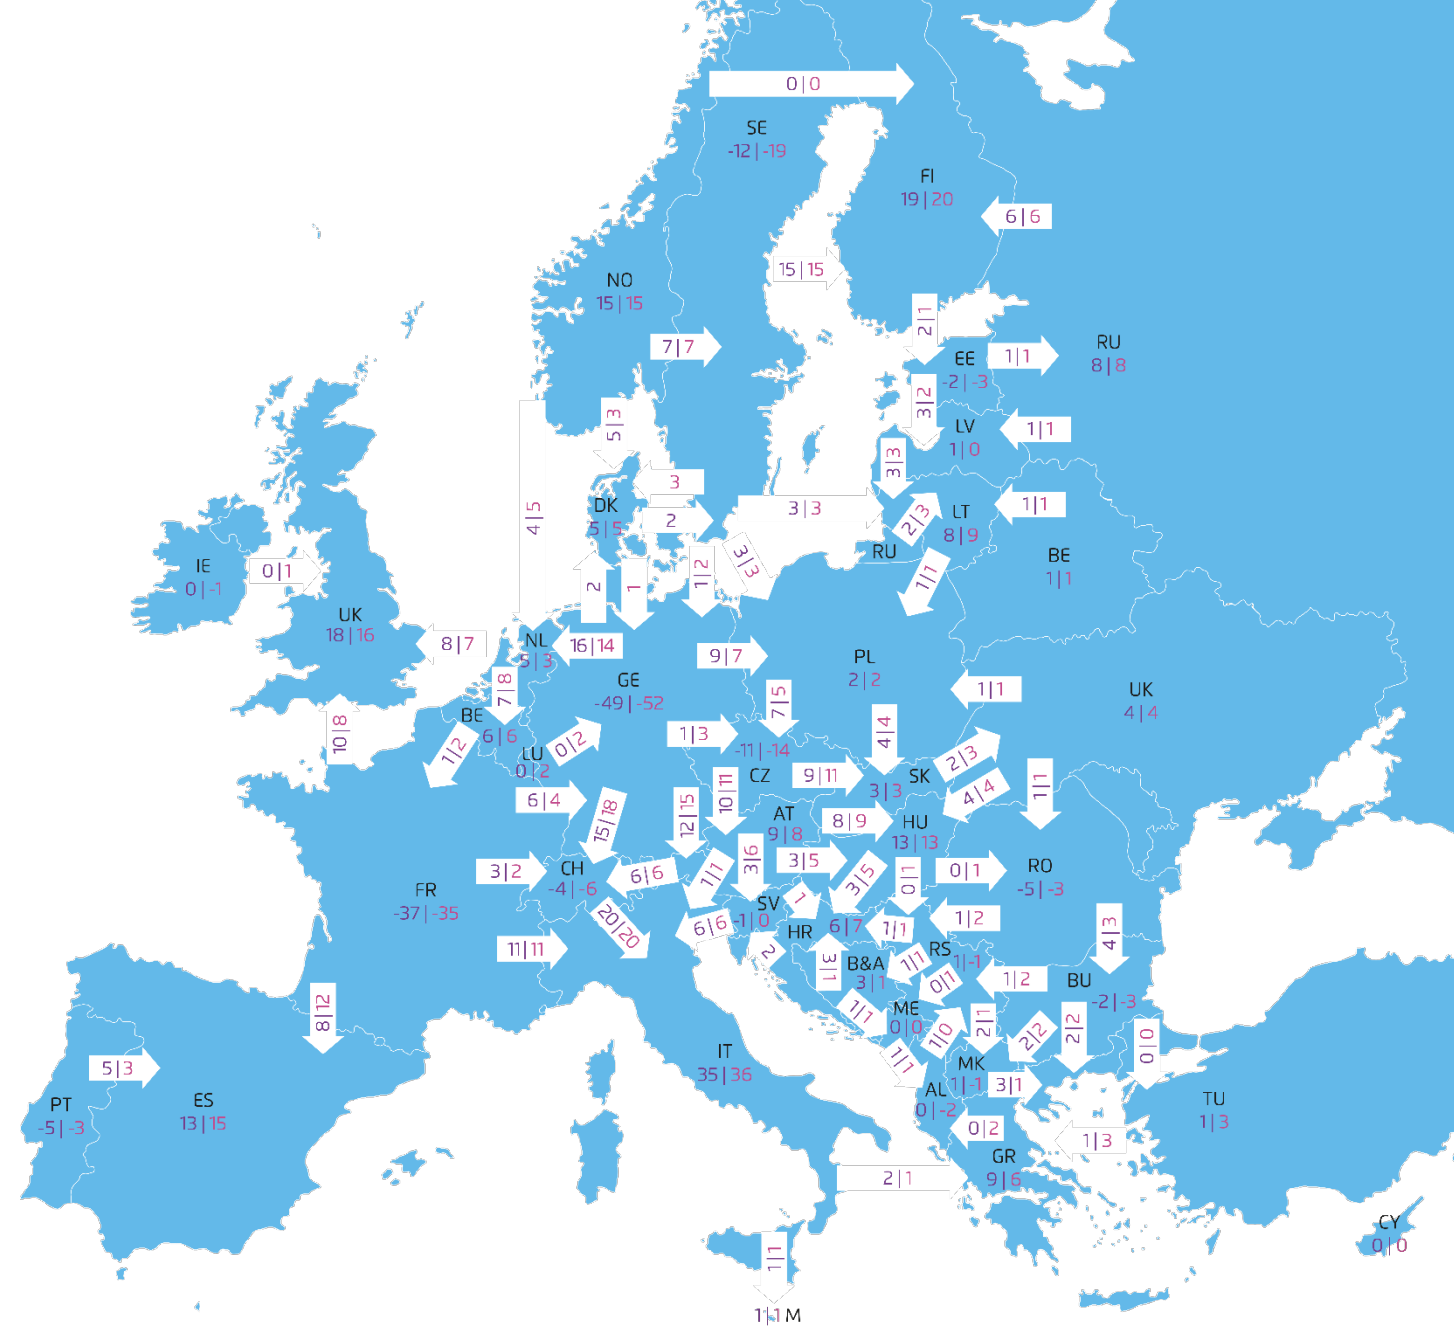 0|0
SE
-12|-19
FI
19|20
6|6
15|15
NO
15|15
2|1
7|7
RU
8|8
EE
-2|-3
1|1
3|2
5|3
LV
1|0
1|1
3|3
3
DK
5|5
4|5
2
3|3
2|3
LT
8|9
1|1
RU
BE
1|1
3|3
1|2
1|1
IE
0|-1
0|1
2
1
UK
18|16
8|7
NL
5|3
16|14
9|7
PL
2|2
GE
-49|-52
7|8
7|5
1|1
UK
4|4
BE
6|6
10|8
1|2
LU
0|2
0|2
1|3
-11|-14
CZ
4|4
9|11
SK
3|3
2|3
4|4
1|1
6|4
15|18
12|15
10|11
AT
9|8
8|9
HU
13|13
3|2
CH
-4|-6
6|6
1|1
3|6
3|5
3|5
0|1
0|1
RO
-5|-3
FR
-37|-35
20|20
6|6
SV
-1|0
1
HR
6|7
1|1
1|2
4|3
11|11
2
3|1
B&A
3|1
1|1
RS
1|-1
0|1
1|2
BU
-2|-3
8|12
1|1
ME
0|0
1|0
2|1
2|2
2|2
0|0
5|3
IT
35|36
1|1
MK
1|-1
3|1
AL
0|-2
PT
-5|-3
ES
13|15
TU
1|3
0|2
1|3
GR
9|6
2|1
CY
0|0
1|1
1|1 M